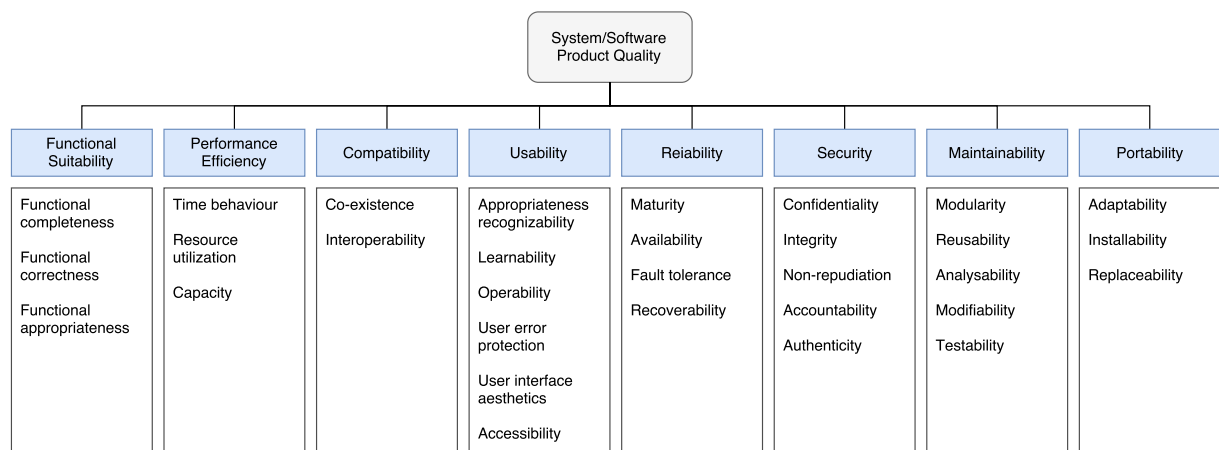 System/Software
Product Quality
Functional
Suitability
Performance
Efficiency
Compatibility
Usability
Reiability
Security
Maintainability
Portability
Functional
completeness
Functional
correctness
Functional
appropriateness
Time behaviour
Resource
utilization
Capacity
Co-existence
Interoperability
Appropriateness
recognizability
Learnability
Operability
User error
protection
User interface
aesthetics
Accessibility
Maturity
Availability
Fault tolerance
Recoverability
Confidentiality
Integrity
Non-repudiation
Accountability
Authenticity
Modularity
Reusability
Analysability
Modifiability
Testability
Adaptability
Installability
Replaceability